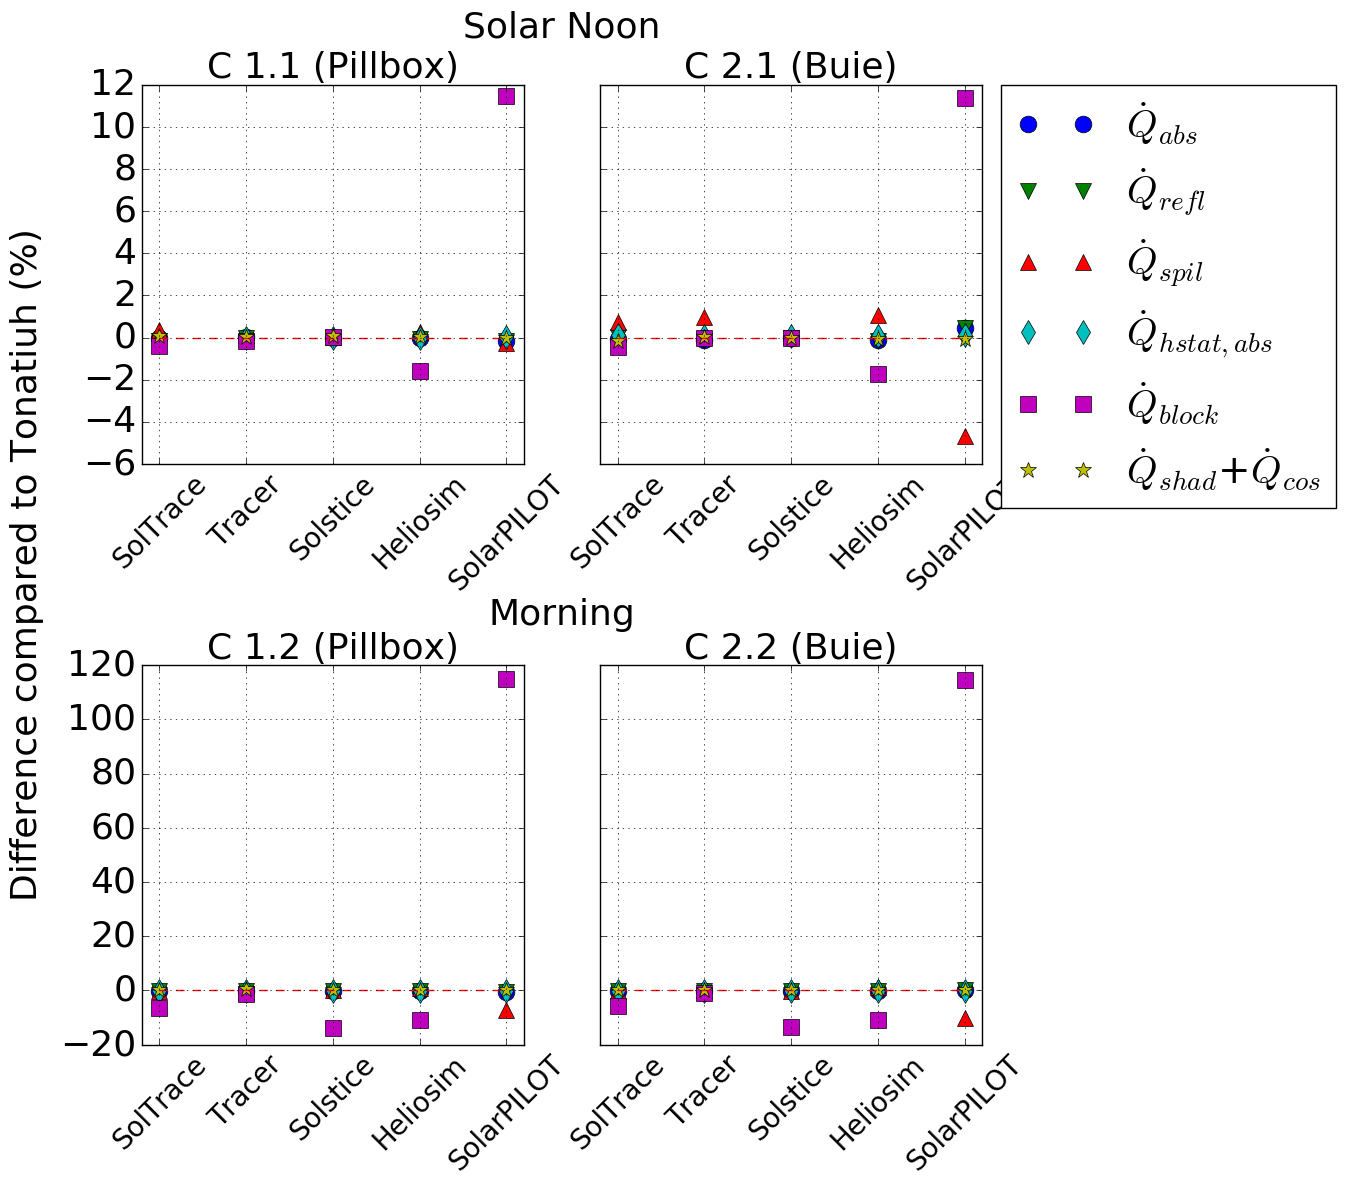 Solar Noon
C 1.1 (Pillbox)
C 2.1 (Buie)
Difference compared to Tonatiuh (%)
12
10
8
6
4
2
0
−2
−4
−6
SolTrace
Tracer
Solstice
Heliosim
SolarPILOT
SolTrace
Tracer
Solstice
Heliosim
SolarPILO
Q̇abs
Q̇refl
Q̇spil
Q̇hstat,abs
Q̇block
Q̇shad+Q̇cos
Morning
C 1.2 (Pillbox)
C 2.2 (Buie)
120
100
80
60
40
20
0
−20
SolTrace
Tracer
Solstice
Heliosim
SolarPILOT
SolTrace
Tracer
Solstice
Heliosim
SolarPILOT